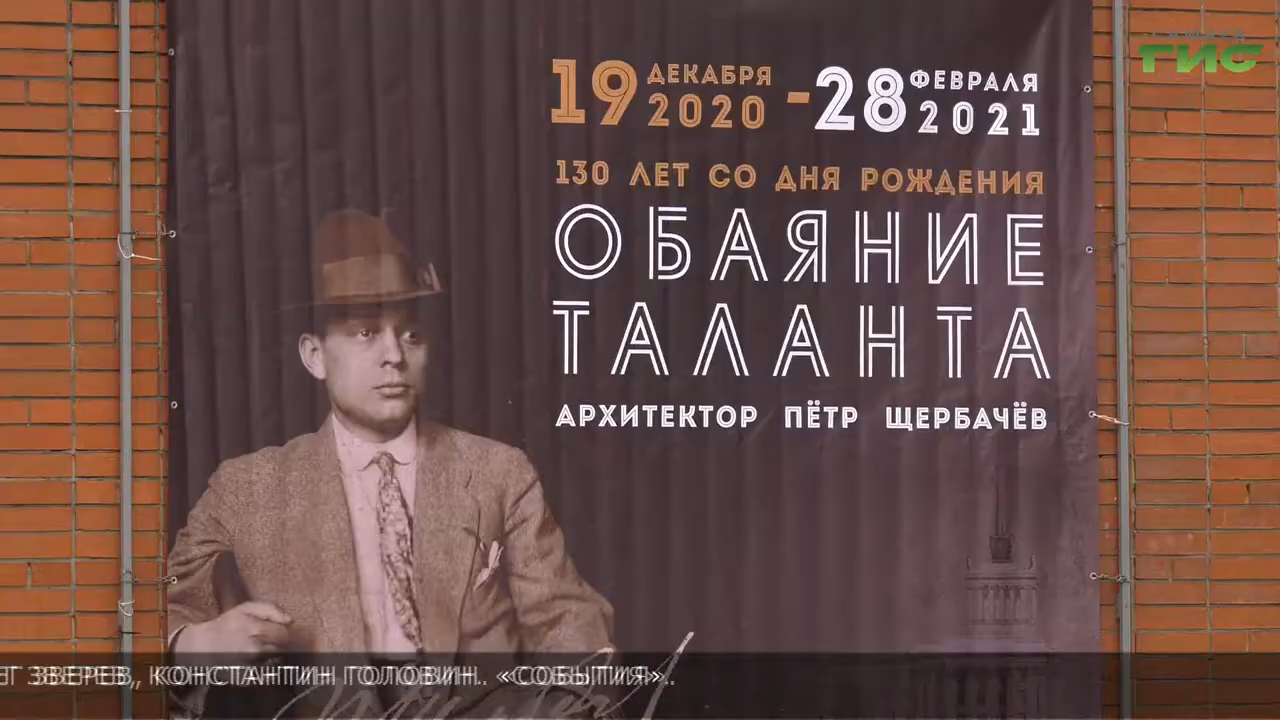 19 ДЕКАБРЯ 2020 - 28 ФЕВРАЛЯ 2021
130 ЛЕТ СО ДНЯ РОЖДЕНИЯ
ОБАЯНИЕ
ТАЛАНТА
АРХИТЕКТОР ПЁТР ЩЕРБАЧЁВ
ЗВЕРЕВ, КОНСТАНТИН ГОЛОВИН. «СОБЫТИЯ».
САМАРА
ГИС